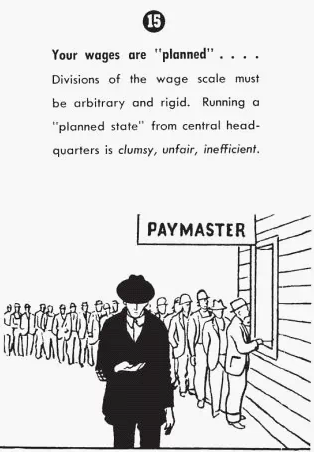 15
Your wages are "planned" . . . .
Divisions of the wage scale must
be arbitrary and rigid. Running a
"planned state" from central head-
quarters is clumsy, unfair, inefficient.
PAYMASTER